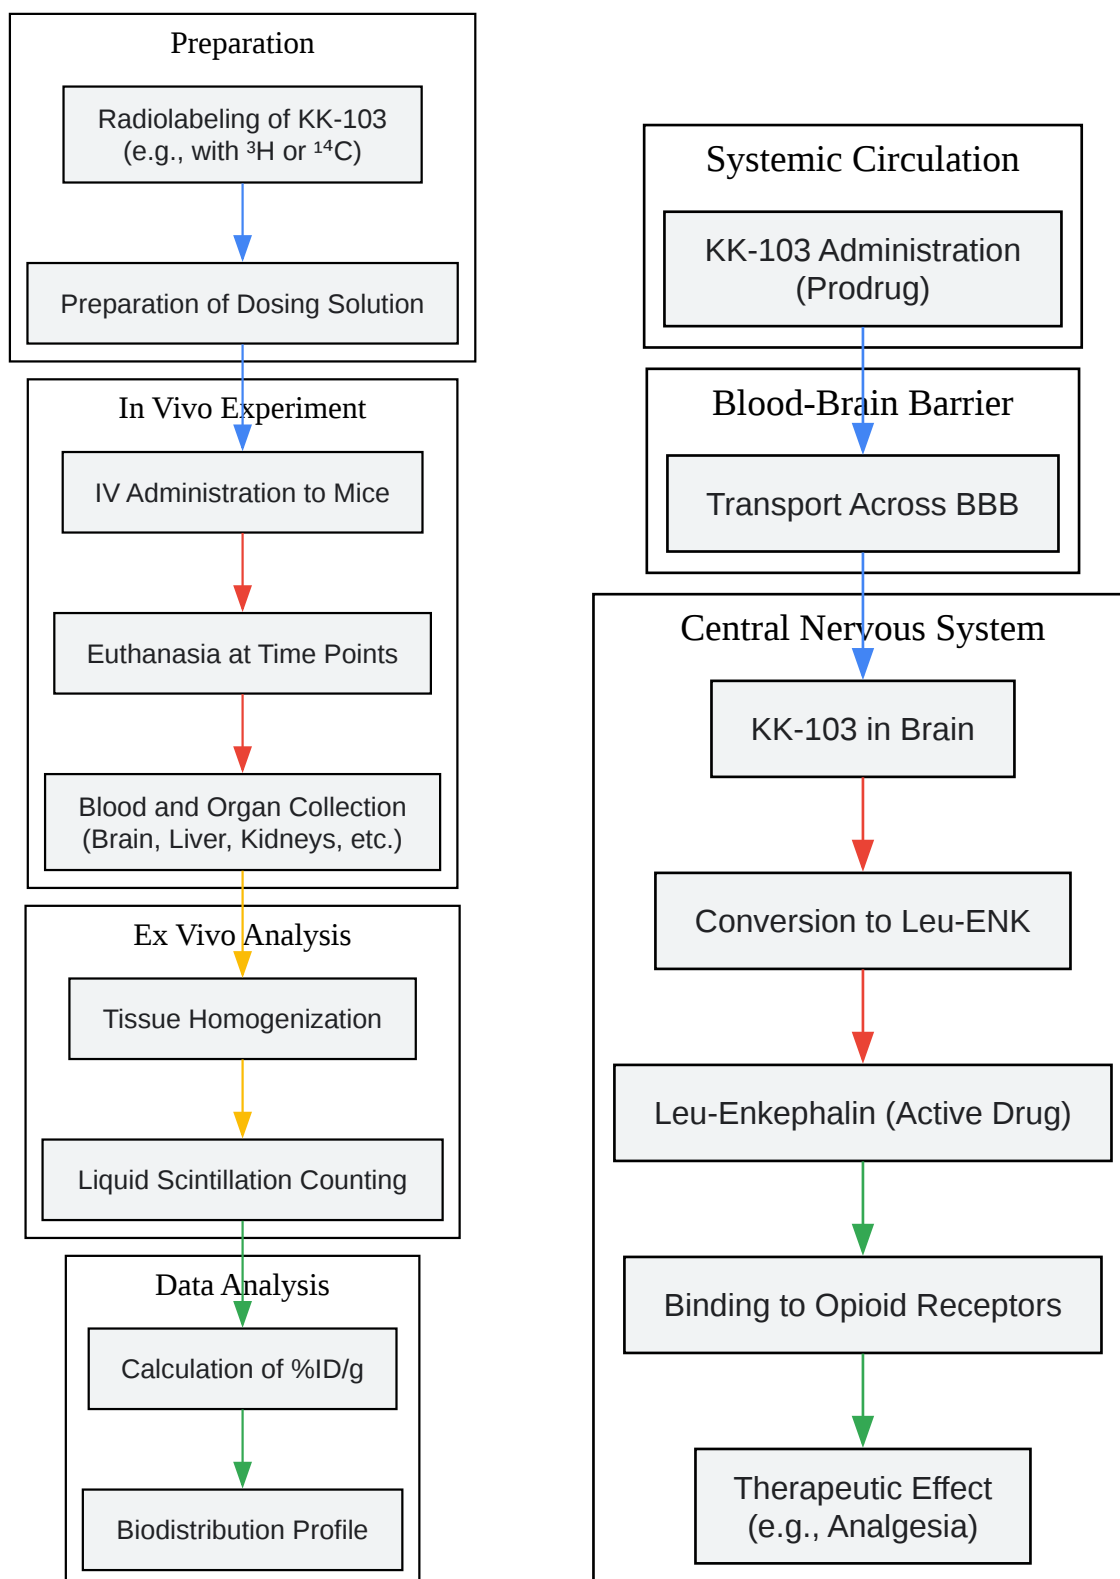 Preparation
Radiolabeling of KK-103
(e.g., with ³H or ¹⁴C)
Preparation of Dosing Solution
In Vivo Experiment
IV Administration to Mice
Euthanasia at Time Points
Blood and Organ Collection
(Brain, Liver, Kidneys, etc.)
Ex Vivo Analysis
Tissue Homogenization
Liquid Scintillation Counting
Data Analysis
Calculation of %ID/g
Biodistribution Profile
Systemic Circulation
KK-103 Administration
(Prodrug)
Blood-Brain Barrier
Transport Across BBB
Central Nervous System
KK-103 in Brain
Conversion to Leu-ENK
Leu-Enkephalin (Active Drug)
Binding to Opioid Receptors
Therapeutic Effect
(e.g., Analgesia)